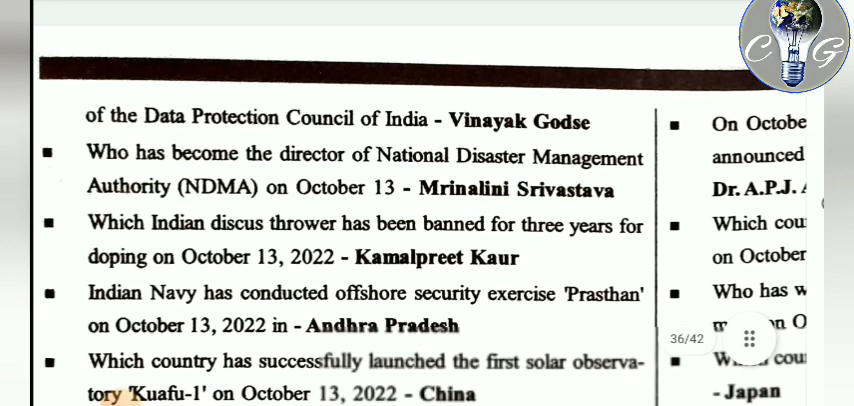 C G
of the Data Protection Council of India - Vinayak Godse
Who has become the director of National Disaster Management
Authority (NDMA) on October 13 - Mrinalini Srivastava
Which Indian discus thrower has been banned for three years for
doping on October 13, 2022 - Kamalpreet Kaur
Indian Navy has conducted offshore security exercise 'Prasthan'
on October 13, 2022 in - Andhra Pradesh
Which country has successfully launched the first solar observa-
tory 'Kuafu-1' on October 13, 2022 - China
On Octobe
announced
Dr. A.P.J.
Which cou
on October
Who has w
n O
cou
- Japan
36/42